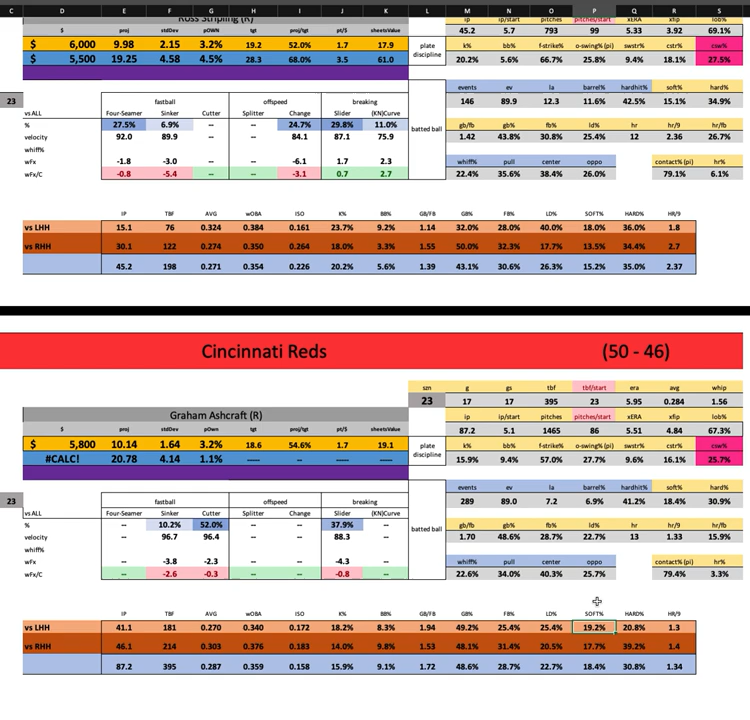 C D E F G H I J K L M N O P Q R S
Ross Stripling (R) ip ip/start pitches pitches/start xERA xfip lob%
$ proj stdDev pOWN tgt proj/tgt pt/$ sheetsValue 45.2 5.7 793 99 5.33 3.92 69.1%
$ 6,000 9.98 2.15 3.2% 19.2 52.0% 1.7 17.9 plate discipline k% bb% f-strike% o-swing% (pi) swstr% cstr% csw%
$ 5,500 19.25 4.58 4.5% 28.3 68.0% 3.5 61.0 20.2% 5.6% 66.7% 25.8% 9.4% 18.1% 27.5%
events ev la barrel% hardhit% soft% hard%
23 fastball offspeed breaking 146 89.9 12.3 11.6% 42.5% 15.1% 34.9%
vs ALL Four-Seamer Sinker Cutter Splitter Change Slider (KN)Curve batted ball
% 27.5% 6.9% -- -- 24.7% 29.8% 11.0% gb/fb gb% fb% ld% hr hr/9 hr/fb
velocity 92.0 89.9 -- -- 84.1 87.1 75.9 1.42 43.8% 30.8% 25.4% 12 2.36 26.7%
whiff%
wFx -1.8 -3.0 -6.1 1.7 2.3 whiff% pull center oppo contact% (pi) hr%
wFx/C -0.8 -5.4 -- -- -3.1 0.7 2.7 22.4% 35.6% 38.4% 26.0% 79.1% 6.1%
IP TBF AVG wOBA ISO K% BB% GB/FB GB% FB% LD% SOFT% HARD% HR/9
vs LHH 15.1 76 0.324 0.384 0.161 23.7% 9.2% 1.14 32.0% 28.0% 40.0% 18.0% 36.0% 1.8
vs RHH 30.1 122 0.274 0.350 0.264 18.0% 3.3% 1.55 50.0% 32.3% 17.7% 13.5% 34.4% 2.7
45.2 198 0.271 0.354 0.226 20.2% 5.6% 1.39 43.1% 30.6% 26.3% 15.2% 35.0% 2.37
Cincinnati Reds (50 - 46)
szn g gs tbf tbf/start era avg whip
23 17 17 395 23 5.95 0.284 1.56
Graham Ashcraft (R) ip ip/start pitches pitches/start xERA xfip lob%
$ proj stdDev pOwn tgt proj/tgt pt/$ sheetsValue 87.2 5.1 1465 86 5.51 4.84 67.3%
$ 5,800 10.14 1.64 3.2% 18.6 54.6% 1.7 19.1 plate discipline k% bb% f-strike% o-swing% (pi) swstr% cstr% csw%
#CALC! 20.78 4.14 1.1% ---- -- ---- -- 15.9% 9.4% 57.0% 27.7% 9.6% 16.1% 25.7%
events ev la barrel% hardhit% soft% hard%
23 fastball offspeed breaking 289 89.0 7.2 6.9% 41.2% 18.4% 30.9%
vs ALL Four-Seamer Sinker Cutter Splitter Change Slider (KN)Curve batted ball
% -- 10.2% 52.0% -- -- 37.9% -- gb/fb gb% fb% ld% hr hr/9 hr/fb
velocity -- 96.7 96.4 -- -- 88.3 -- 1.70 48.6% 28.7% 22.7% 13 1.33 15.9%
whiff%
wFx -3.8 -2.3 -4.3 whiff% pull center oppo contact% (pi) hr%
wFx/C -- -2.6 -0.3 -- -- -0.8 -- 22.6% 34.0% 40.3% 25.7% 79.4% 3.3%
IP TBF AVG wOBA ISO K% BB% GB/FB GB% FB% LD% SOFT% HARD% HR/9
vs LHH 41.1 181 0.270 0.340 0.172 18.2% 8.3% 1.94 49.2% 25.4% 25.4% 19.2% 20.8% 1.3
vs RHH 46.1 214 0.303 0.376 0.183 14.0% 9.8% 1.53 48.1% 31.4% 20.5% 17.7% 39.2% 1.4
87.2 395 0.287 0.359 0.158 15.9% 9.1% 1.72 48.6% 28.7% 22.7% 18.4% 30.8% 1.34